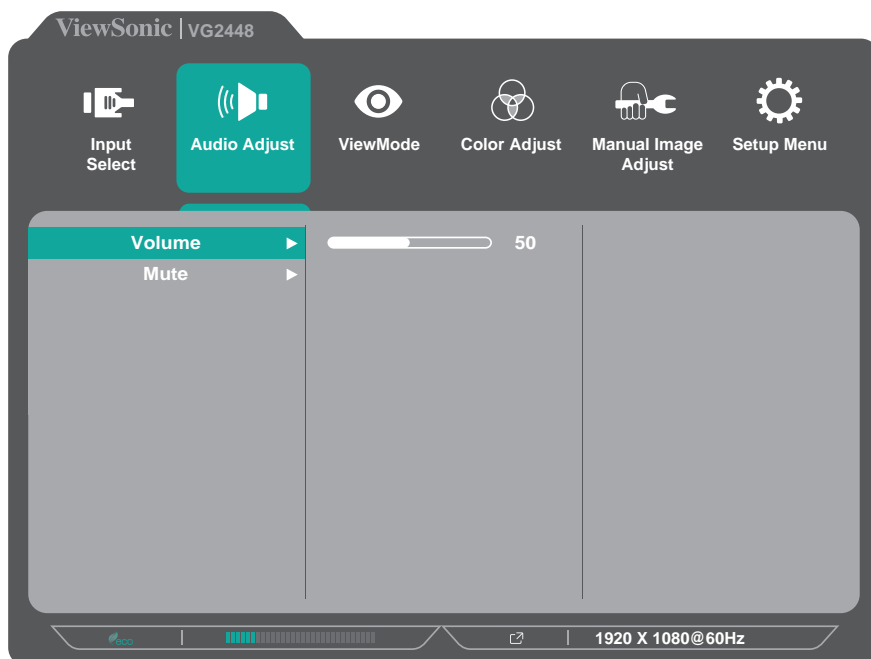 ViewSonic | VG2448
Input
Select
Audio Adjust
ViewMode
Color Adjust
Manual Image
Adjust
Setup Menu
Volume
50
Mute
eco
1920 X 1080@60Hz